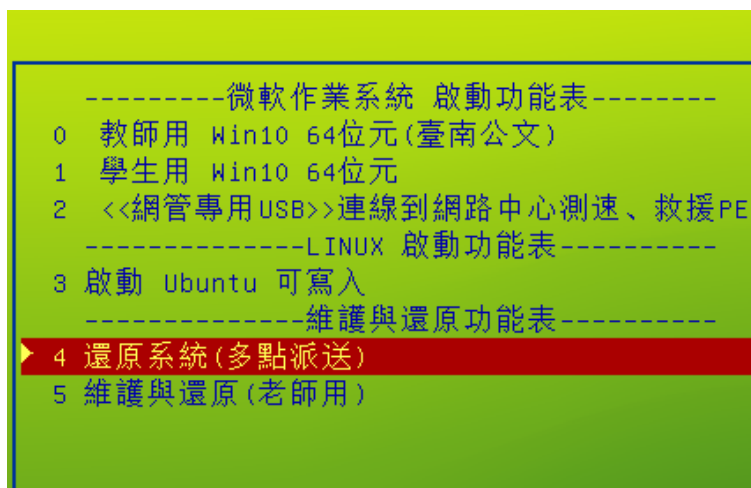 ---------微軟作業系統 啟動功能表--------
0 教師用 Win10 64位元(臺南公文)
1 學生用 Win10 64位元
2 <<網管專用USB>>連線到網路中心測速、救援PE
--------------LINUX 啟動功能表----------
3 啟動 Ubuntu 可寫入
--------------維護與還原功能表----------
4 還原系統(多點派送)
5 維護與還原(老師用)